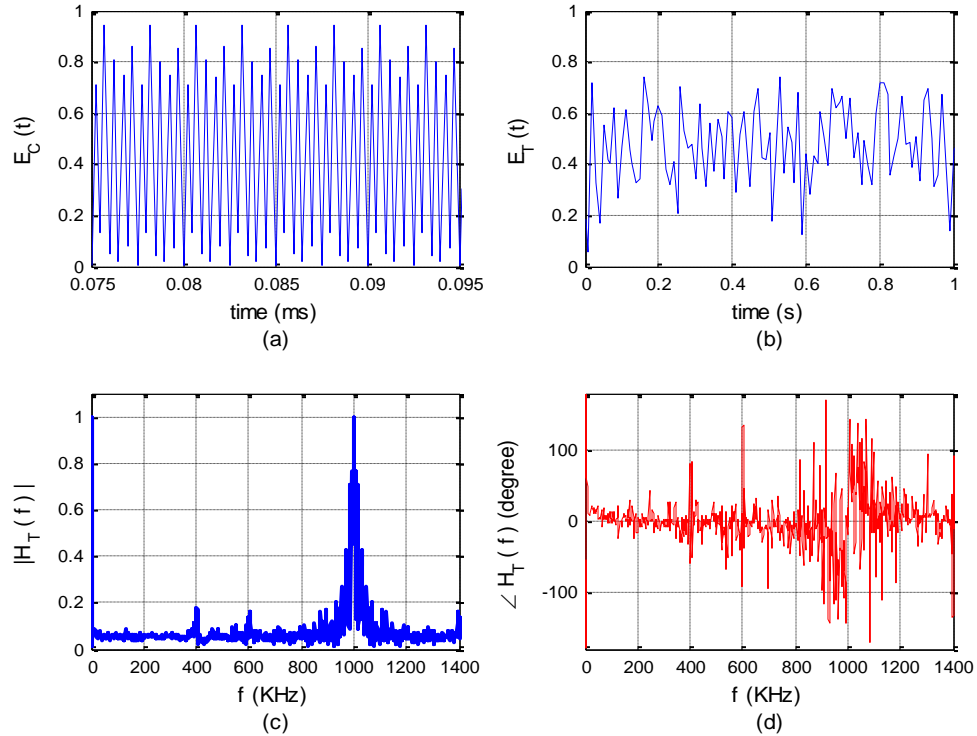 E_C (t)
1
0.8
0.6
0.4
0.2
0
0.075 0.08 0.085 0.09 0.095
time (ms)
(a)
E_T (t)
1
0.8
0.6
0.4
0.2
0
0 0.2 0.4 0.6 0.8 1
time (s)
(b)
|H_T ( f ) |
1
0.8
0.6
0.4
0.2
0
0 200 400 600 800 1000 1200 1400
f (KHz)
(c)
∠ H_T ( f ) (degree)
100
0
-100
0 200 400 600 800 1000 1200 1400
f (KHz)
(d)